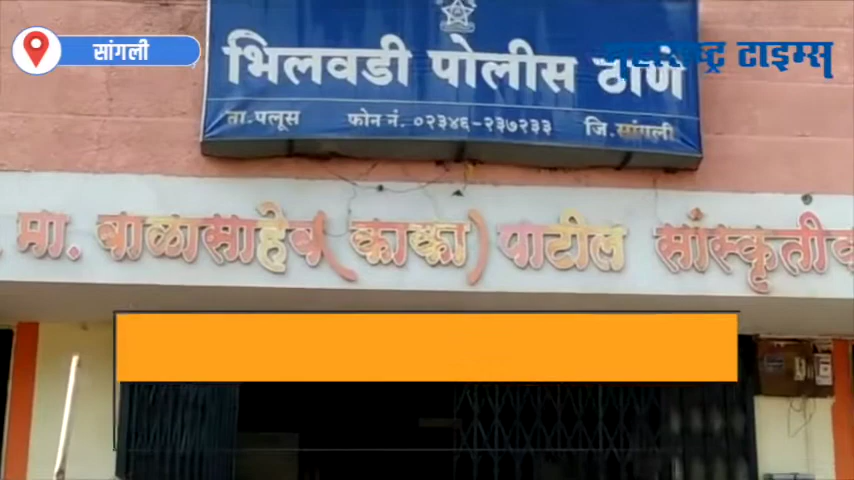 सांगली
महाराष्ट्र टाइम्स
भिलवडी पोलीस ठाणे
ता.पलूस फोन नं. ०२३४६-२३७२३३ जि.सांगली
मा. बाळासाहेब (काका) पाटील सांस्कृतीक